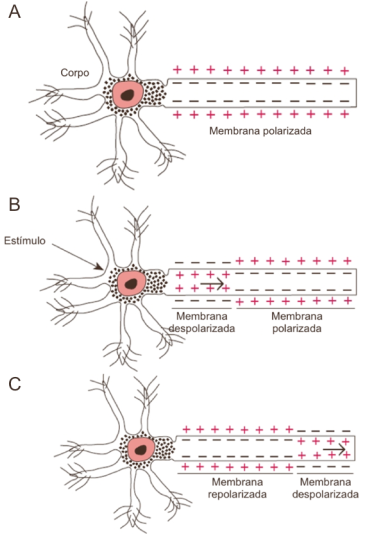 A
Corpo
Membrana polarizada
B
Estímulo
Membrana
despolarizada
Membrana
polarizada
C
Membrana
repolarizada
Membrana
despolarizada